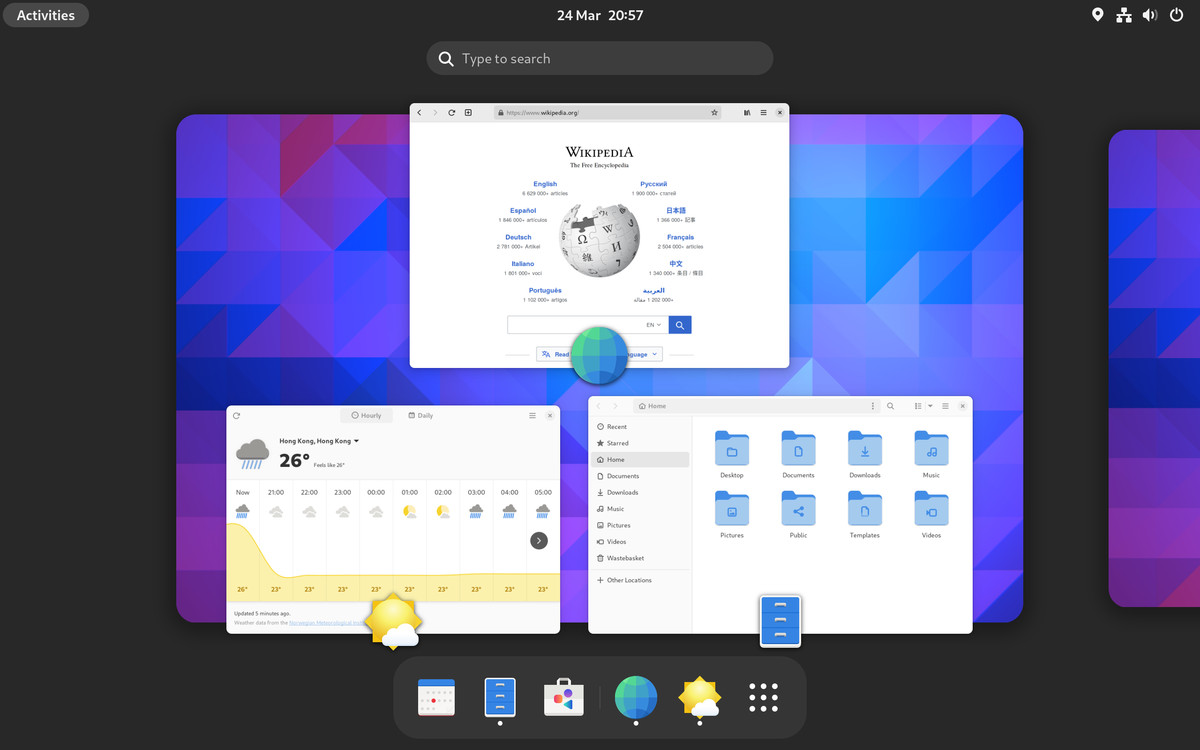 Activities
24 Mar 20:57
Type to search
https://www.wikipedia.org/
WIKIPEDIA
The Free Encyclopedia
English
6 629 000+ articles
Русский
1 900 000+ статей
Español
1 846 000+ artículos
日本語
1 366 000+ 記事
Deutsch
2 781 000+ Artikel
Français
2 504 000+ articles
Italiano
1 801 000+ voci
中文
1 340 000+ 条目 / 條目
Português
1 102 000+ artigos
العربية
1 202 000+ مقالة
EN
Read
Hourly
Daily
Hong Kong, Hong Kong
26°
Feels like 26°
Now 21:00 22:00 23:00 00:00 01:00 02:00 03:00 04:00 05:00
26° 23° 23° 23° 23° 23° 23° 23° 23° 23°
Updated 5 minutes ago.
Weather data from the Norwegian Meteorological
Home
Recent
Starred
Home
Documents
Downloads
Music
Pictures
Videos
Wastebasket
Other Locations
Desktop
Documents
Downloads
Music
Pictures
Public
Templates
Videos